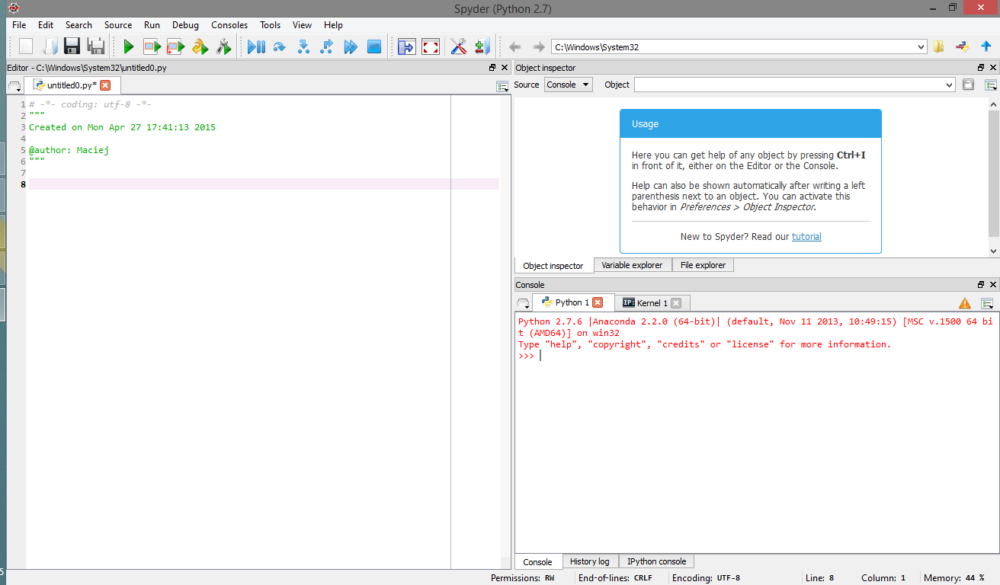 Spyder (Python 2.7)
File Edit Search Source Run Debug Consoles Tools View Help
C:\Windows\System32
Editor - C:\Windows\System32\untitled0.py
untitled0.py*
1 # -*- coding: utf-8 -*-
2 """
3 Created on Mon Apr 27 17:41:13 2015
4
5 @author: Maciej
6 """
7
8
Object inspector
Source Console Object
Usage
Here you can get help of any object by pressing Ctrl+I
in front of it, either on the Editor or the Console.
Help can also be shown automatically after writing a left
parenthesis next to an object. You can activate this
behavior in Preferences > Object Inspector.
New to Spyder? Read our tutorial
Object inspector Variable explorer File explorer
Console
Python 1 IP: Kernel 1
Python 2.7.6 |Anaconda 2.2.0 (64-bit)| (default, Nov 11 2013, 10:49:15) [MSC v.1500 64 bi
t (AMD64)] on win32
Type "help", "copyright", "credits" or "license" for more information.
>>>
Console History log IPython console
5
Permissions: RW End-of-lines: CRLF Encoding: UTF-8 Line: 8 Column: 1 Memory: 44 %